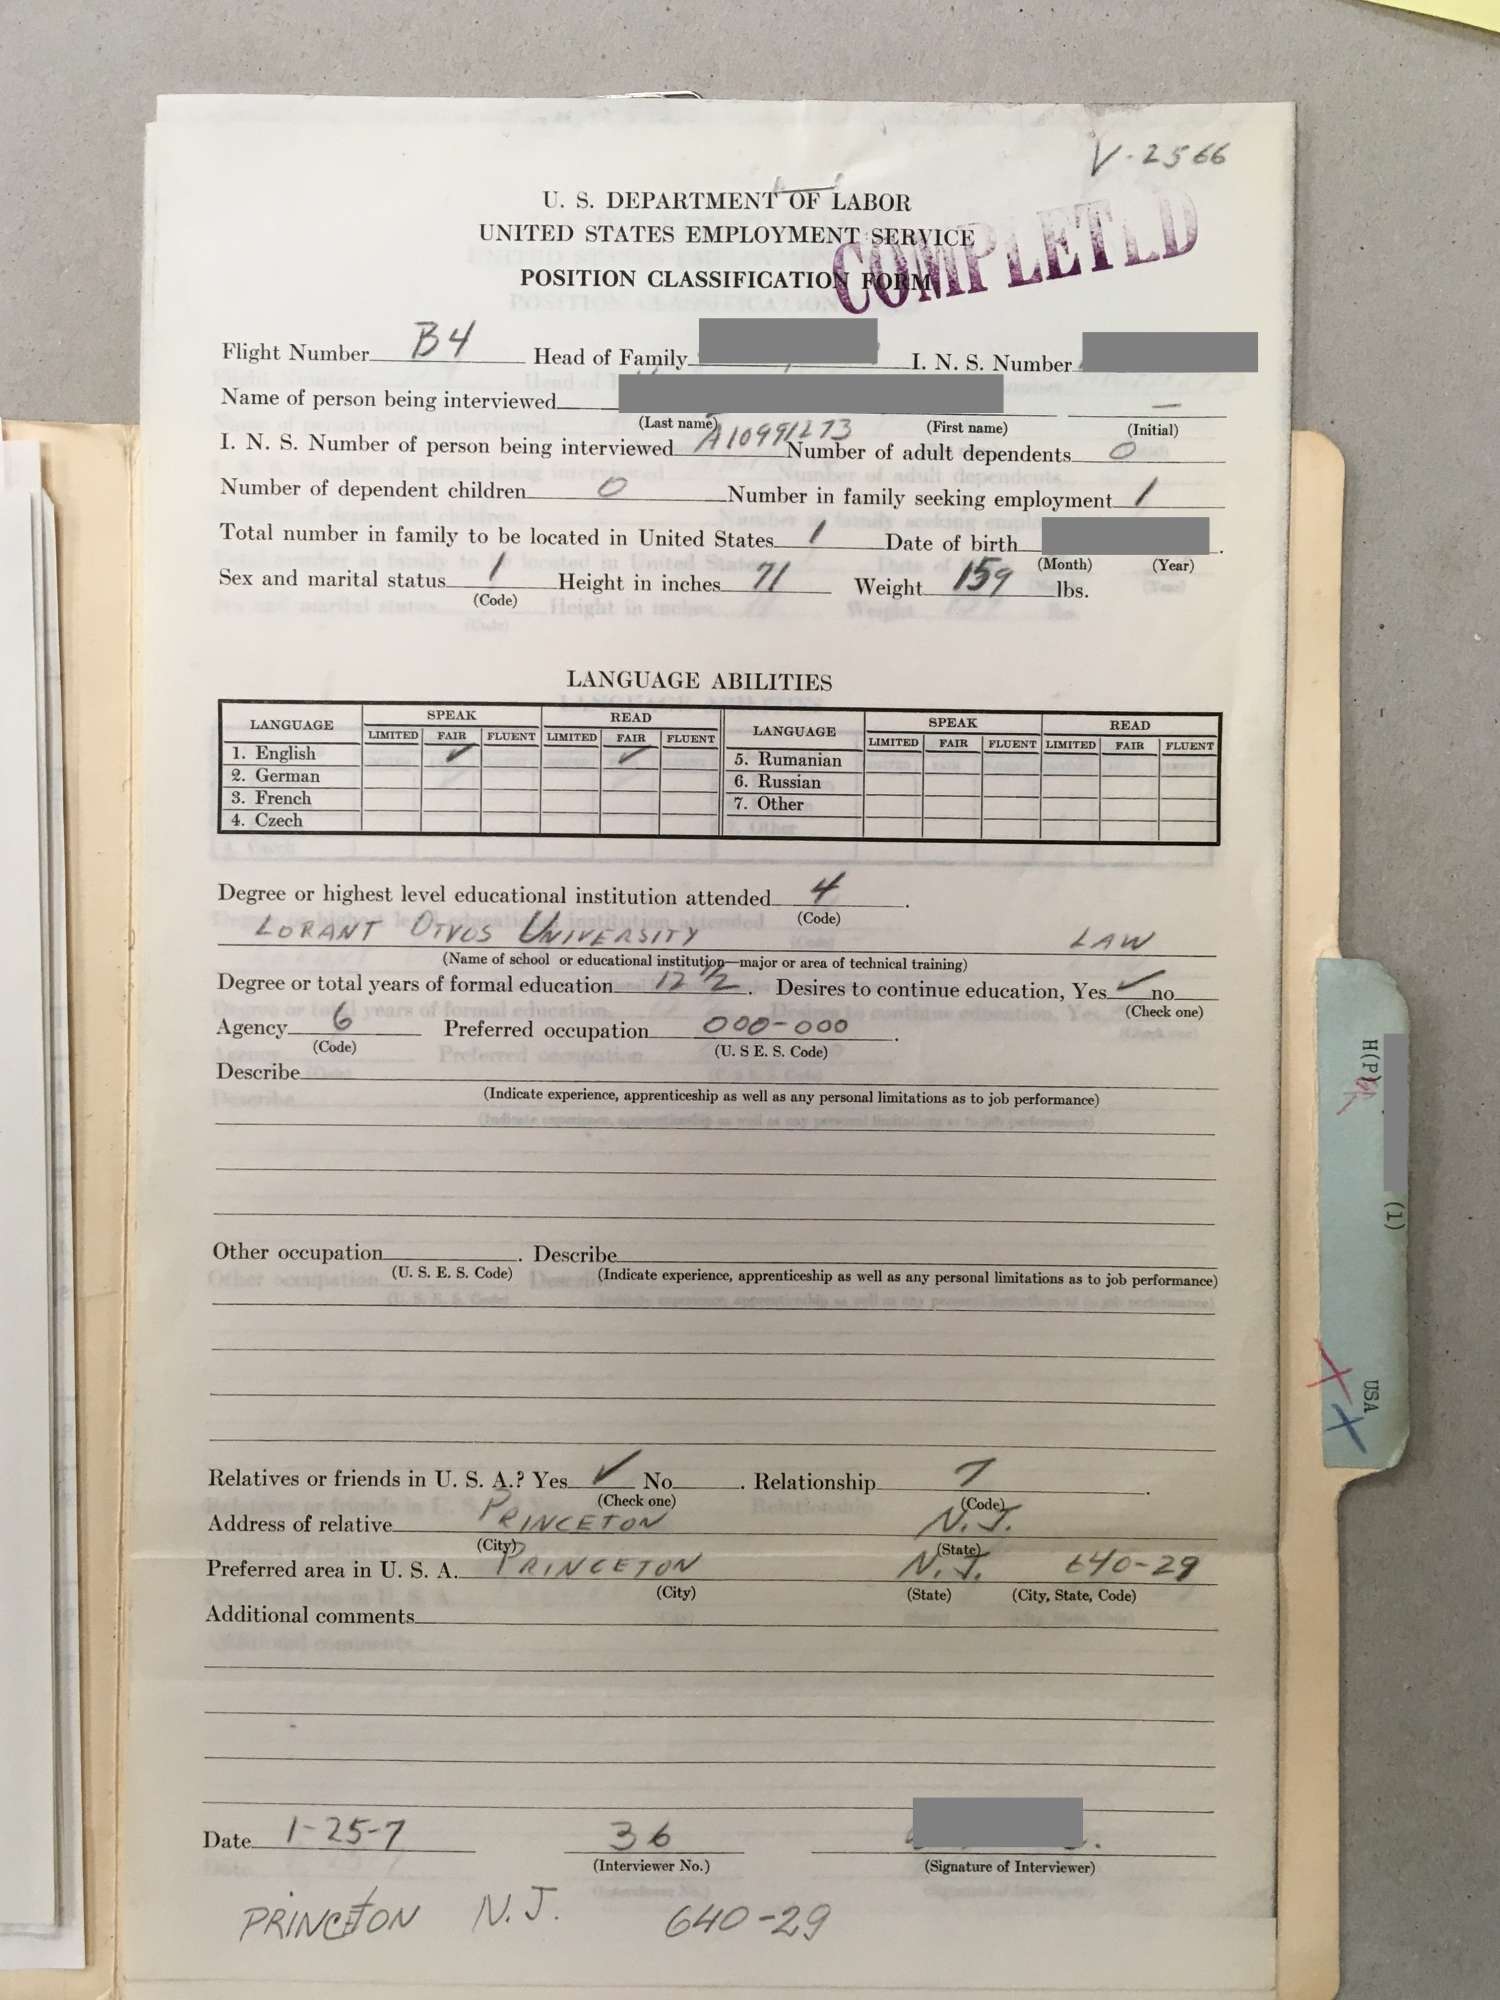 V-2566
U. S. DEPARTMENT OF LABOR
UNITED STATES EMPLOYMENT SERVICE
COMPLETED
POSITION CLASSIFICATION FORM
Flight Number B4 Head of Family I. N. S. Number
Name of person being interviewed —
(Last name) (First name) (Initial)
I. N. S. Number of person being interviewed A10991273 Number of adult dependents 0
Number of dependent children 0 Number in family seeking employment 1
Total number in family to be located in United States 1 Date of birth .
(Month) (Year)
Sex and marital status 1 Height in inches 71 Weight 159 lbs.
(Code)
LANGUAGE ABILITIES
LANGUAGE SPEAK READ LANGUAGE SPEAK READ
LIMITED FAIR FLUENT LIMITED FAIR FLUENT LIMITED FAIR FLUENT LIMITED FAIR FLUENT
1. English ✓ ✓ 5. Rumanian
2. German 6. Russian
3. French 7. Other
4. Czech
Degree or highest level educational institution attended 4 .
(Code)
LORANT OTVOS UNIVERSITY LAW
(Name of school or educational institution—major or area of technical training)
Degree or total years of formal education 12 1/2 . Desires to continue education, Yes ✓ no
(Check one)
Agency 6 Preferred occupation 000-000 .
(Code) (U. S E. S. Code)
Describe
(Indicate experience, apprenticeship as well as any personal limitations as to job performance)
Other occupation . Describe
(U. S. E. S. Code) (Indicate experience, apprenticeship as well as any personal limitations as to job performance)
Relatives or friends in U. S. A.? Yes ✓ No . Relationship 7 .
(Check one) (Code)
Address of relative PRINCETON N.J.
(City) (State)
Preferred area in U. S. A. PRINCETON N.J. 640-29
(City) (State) (City, State, Code)
Additional comments
Date 1-25-7 36
(Interviewer No.) (Signature of Interviewer)
PRINCETON N.J. 640-29
H(P)
(1)
USA